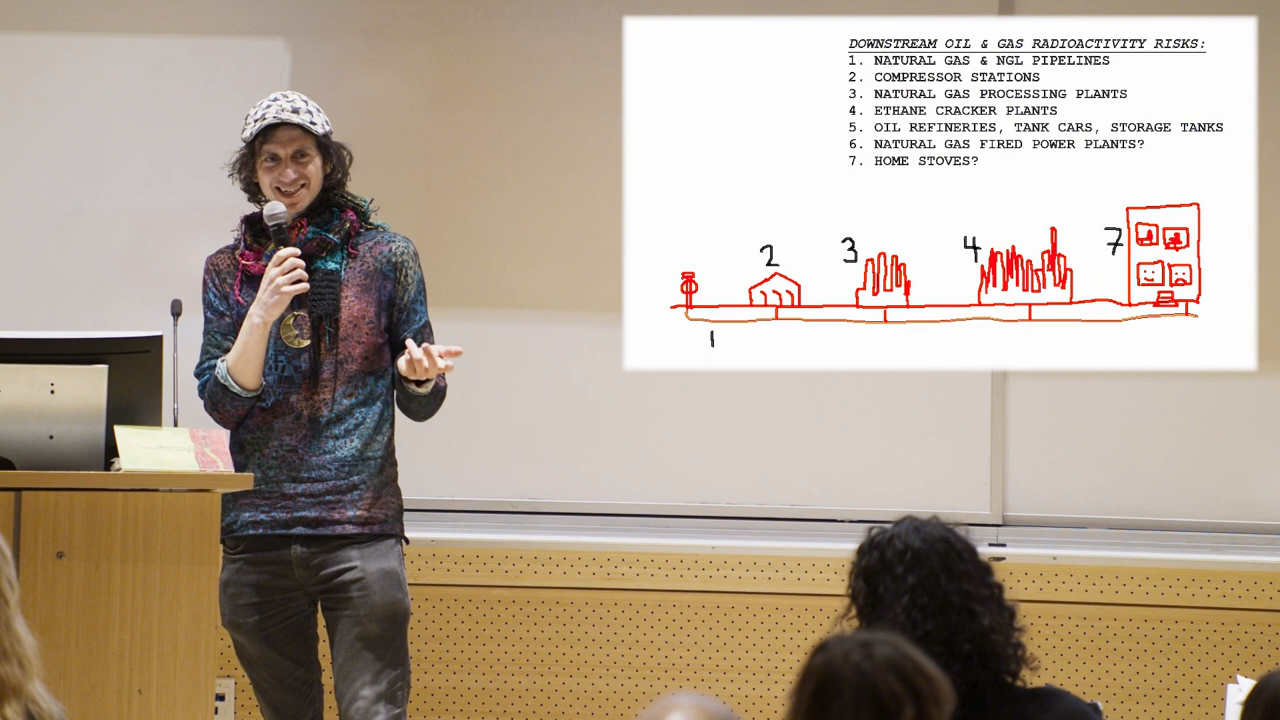 DOWNSTREAM OIL & GAS RADIOACTIVITY RISKS:
1. NATURAL GAS & NGL PIPELINES
2. COMPRESSOR STATIONS
3. NATURAL GAS PROCESSING PLANTS
4. ETHANE CRACKER PLANTS
5. OIL REFINERIES, TANK CARS, STORAGE TANKS
6. NATURAL GAS FIRED POWER PLANTS?
7. HOME STOVES?
2
3
4
7
1